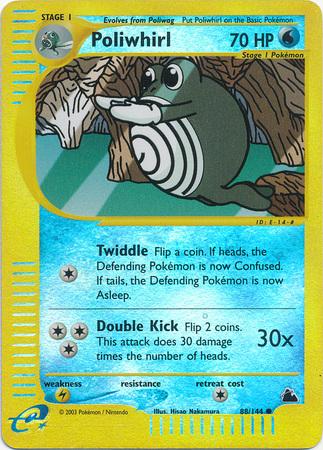 STAGE 1
Evolves from Poliwag Put Poliwhirl on the Basic Pokémon
Poliwhirl 70 HP
Stage 1 Pokémon
ID: E-14-#
Twiddle Flip a coin. If heads, the
Defending Pokémon is now Confused.
If tails, the Defending Pokémon is now
Asleep.
Double Kick Flip 2 coins.
This attack does 30 damage
times the number of heads.
30x
weakness resistance retreat cost
e
© 2003 Pokémon / Nintendo Illus. Hisao Nakamura 88/144